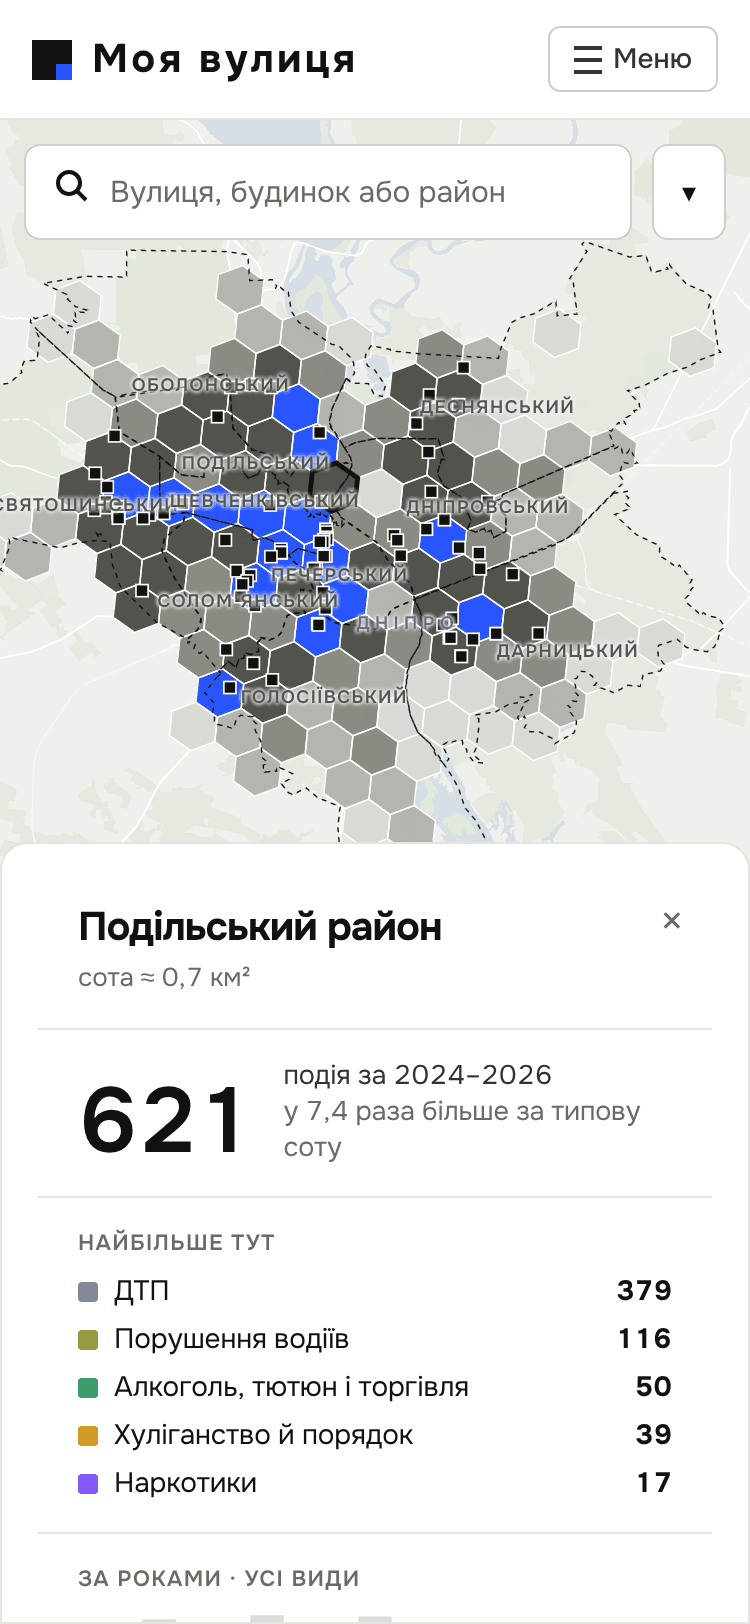 Моя вулиця
Меню
Вулиця, будинок або район
ОБОЛОНСЬКИЙ
ДЕСНЯНСЬКИЙ
ПОДІЛЬСЬКИЙ
СВЯТОШИНСЬКИЙ
ШЕВЧЕНКІВСЬКИЙ
ДНІПРОВСЬКИЙ
ПЕЧЕРСЬКИЙ
СОЛОМ'ЯНСЬКИЙ
ДНІПРО
ДАРНИЦЬКИЙ
ГОЛОСІЇВСЬКИЙ
Подільський район
×
сота ≈ 0,7 км²
621
подія за 2024–2026
у 7,4 раза більше за типову
соту
НАЙБІЛЬШЕ ТУТ
ДТП 379
Порушення водіїв 116
Алкоголь, тютюн і торгівля 50
Хуліганство й порядок 39
Наркотики 17
ЗА РОКАМИ · УСІ ВИДИ